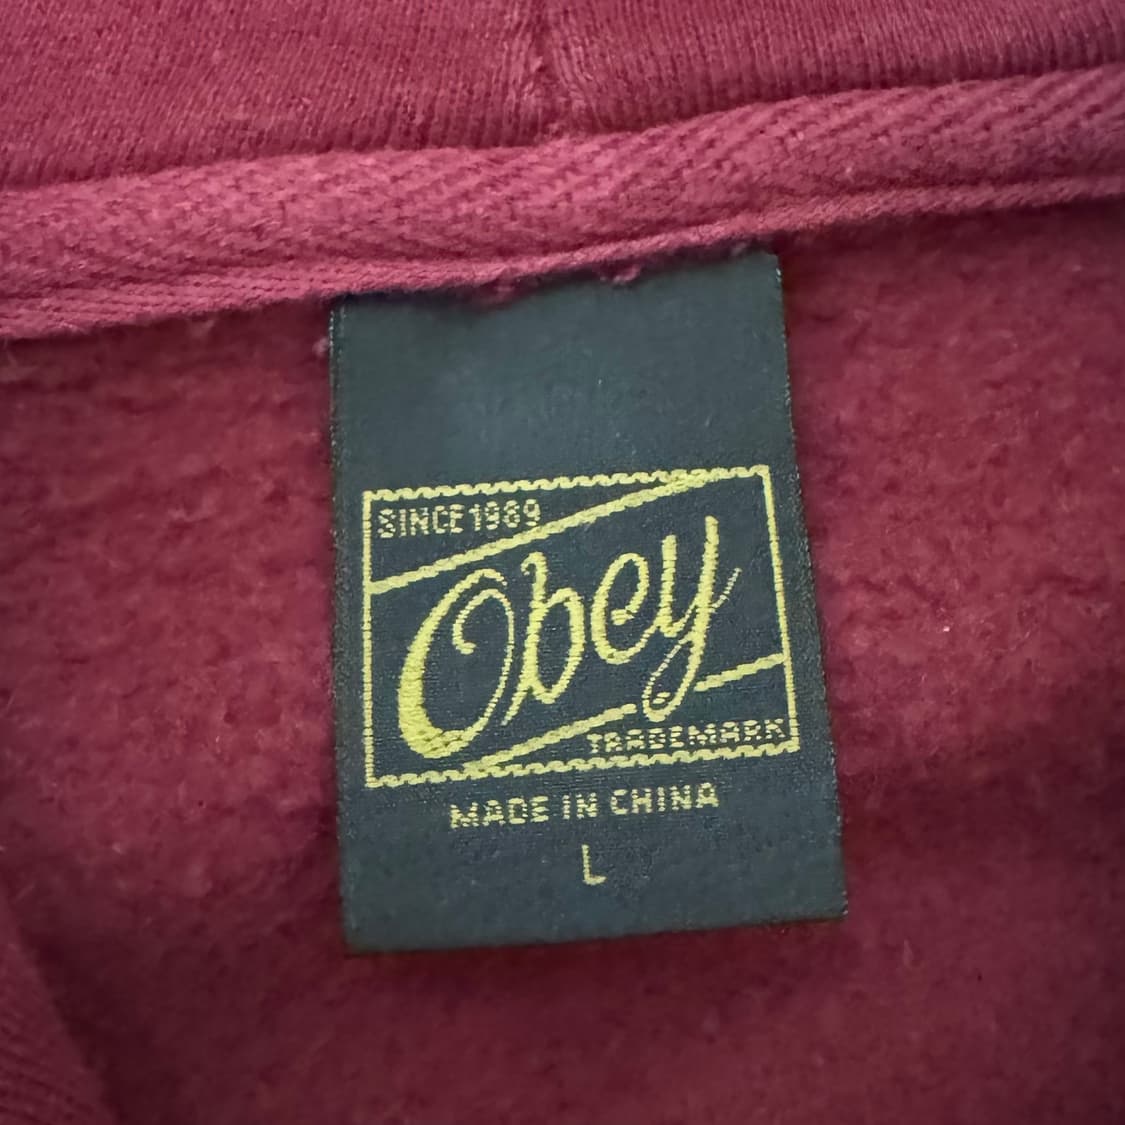 SINCE 1989
Obey
TRADEMARK
MADE IN CHINA
L